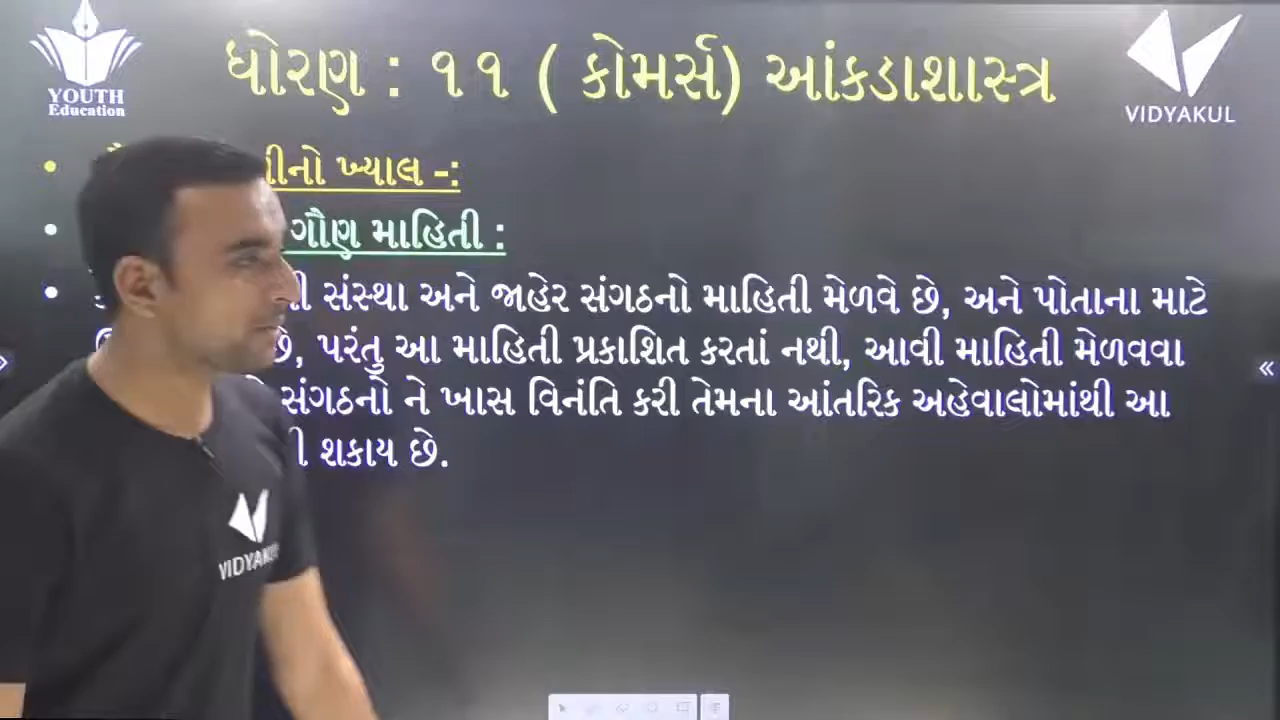 YOUTH
Education
ધોરણ : ૧૧ ( કોમર્સ) આંકડાશાસ્ત્ર
VIDYAKUL
ખ્યાલ -:
ગૌણ માહિતી :
સંસ્થા અને જાહેર સંગઠનો માહિતી મેળવે છે, અને પોતાના માટે
છે, પરંતુ આ માહિતી પ્રકાશિત કરતાં નથી, આવી માહિતી મેળવવા
સંગઠનો ને ખાસ વિનંતિ કરી તેમના આંતરિક અહેવાલોમાંથી આ
શકાય છે.
VIDYAKUL